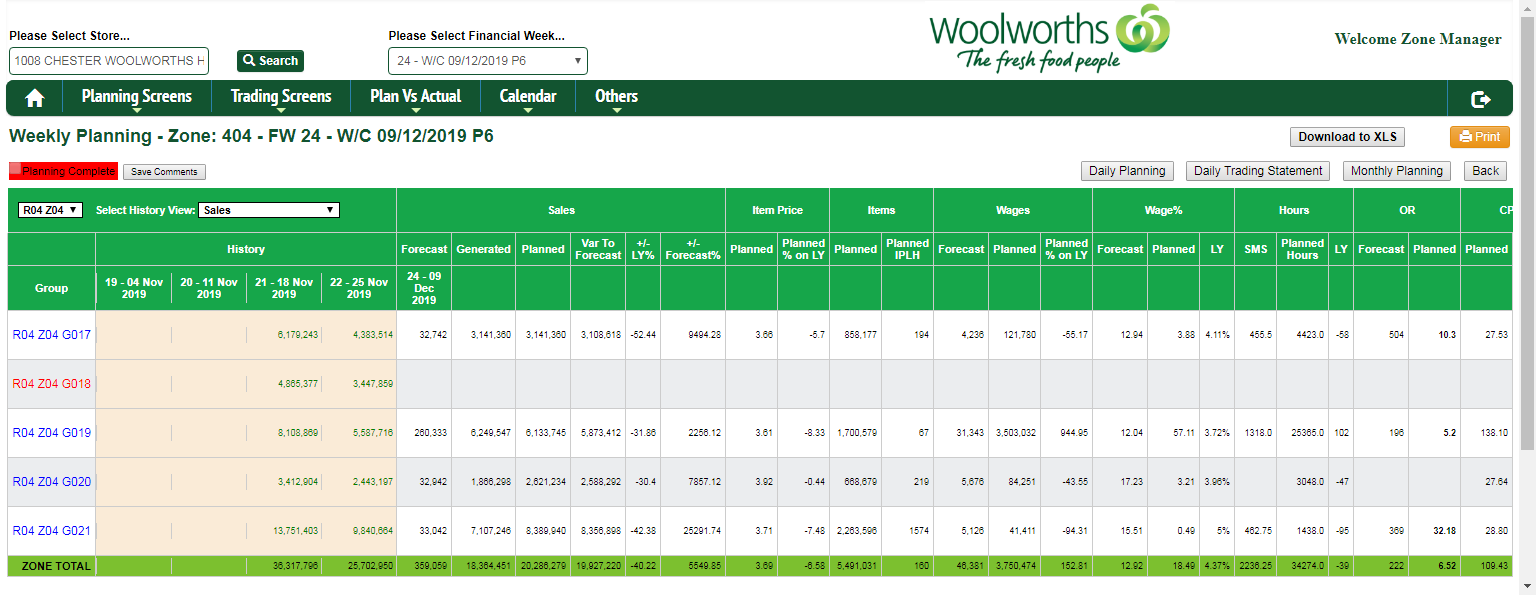 Please Select Store...
Please Select Financial Week...
Woolworths
The fresh food people
Welcome Zone Manager
1008 CHESTER WOOLWORTHS H
Search
24 - W/C 09/12/2019 P6
Planning Screens Trading Screens Plan Vs Actual Calendar Others
Weekly Planning - Zone: 404 - FW 24 - W/C 09/12/2019 P6
Download to XLS Print
Planning Complete Save Comments
Daily Planning Daily Trading Statement Monthly Planning Back
R04 Z04 Select History View: Sales Sales Item Price Items Wages Wage% Hours OR CP
History Forecast Generated Planned Var To Forecast +/- LY% +/- Forecast% Planned Planned % on LY Planned Planned IPLH Forecast Planned Planned % on LY Forecast Planned LY SMS Planned Hours LY Forecast Planned Planned
Group 19 - 04 Nov 2019 20 - 11 Nov 2019 21 - 18 Nov 2019 22 - 25 Nov 2019 24 - 09 Dec 2019
R04 Z04 G017 6,179,243 4,383,514 32,742 3,141,360 3,141,360 3,108,618 -52.44 9494.28 3.66 -5.7 858,177 194 4,236 121,780 -55.17 12.94 3.88 4.11% 455.5 4423.0 -58 504 10.3 27.53
R04 Z04 G018 4,865,377 3,447,859
R04 Z04 G019 8,108,869 5,587,716 260,333 6,249,547 6,133,745 5,873,412 -31.86 2256.12 3.61 -8.33 1,700,579 67 31,343 3,503,032 944.95 12.04 57.11 3.72% 1318.0 25365.0 102 196 5.2 138.10
R04 Z04 G020 3,412,904 2,443,197 32,942 1,866,298 2,621,234 2,588,292 -30.4 7857.12 3.92 -0.44 668,679 219 5,676 84,251 -43.55 17.23 3.21 3.96% 3048.0 -47 27.64
R04 Z04 G021 13,751,403 9,840,664 33,042 7,107,246 8,389,940 8,356,898 -42.38 25291.74 3.71 -7.48 2,263,596 1574 5,126 41,411 -94.31 15.51 0.49 5% 462.75 1438.0 -95 369 32.18 28.80
ZONE TOTAL 36,317,796 25,702,950 359,059 18,364,451 20,286,279 19,927,220 -40.22 5549.85 3.69 -6.58 5,491,031 160 46,381 3,750,474 152.81 12.92 18.49 4.37% 2236.25 34274.0 -39 222 6.52 109.43